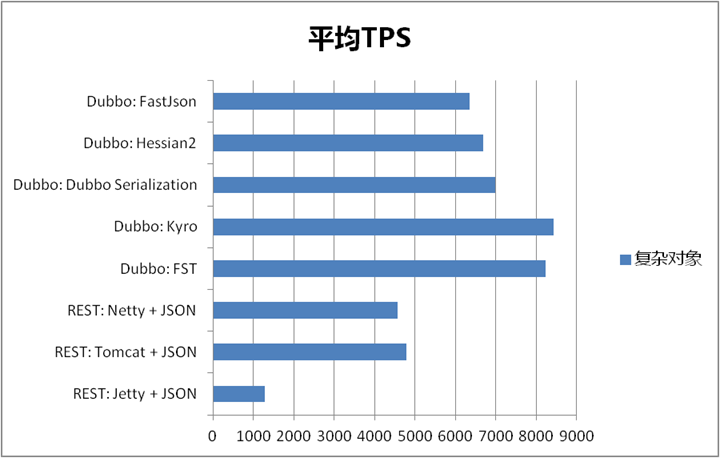 平均TPS
Dubbo: FastJson
Dubbo: Hessian2
Dubbo: Dubbo Serialization
Dubbo: Kyro
Dubbo: FST
REST: Netty + JSON
REST: Tomcat + JSON
REST: Jetty + JSON
复杂对象
0 1000 2000 3000 4000 5000 6000 7000 8000 9000